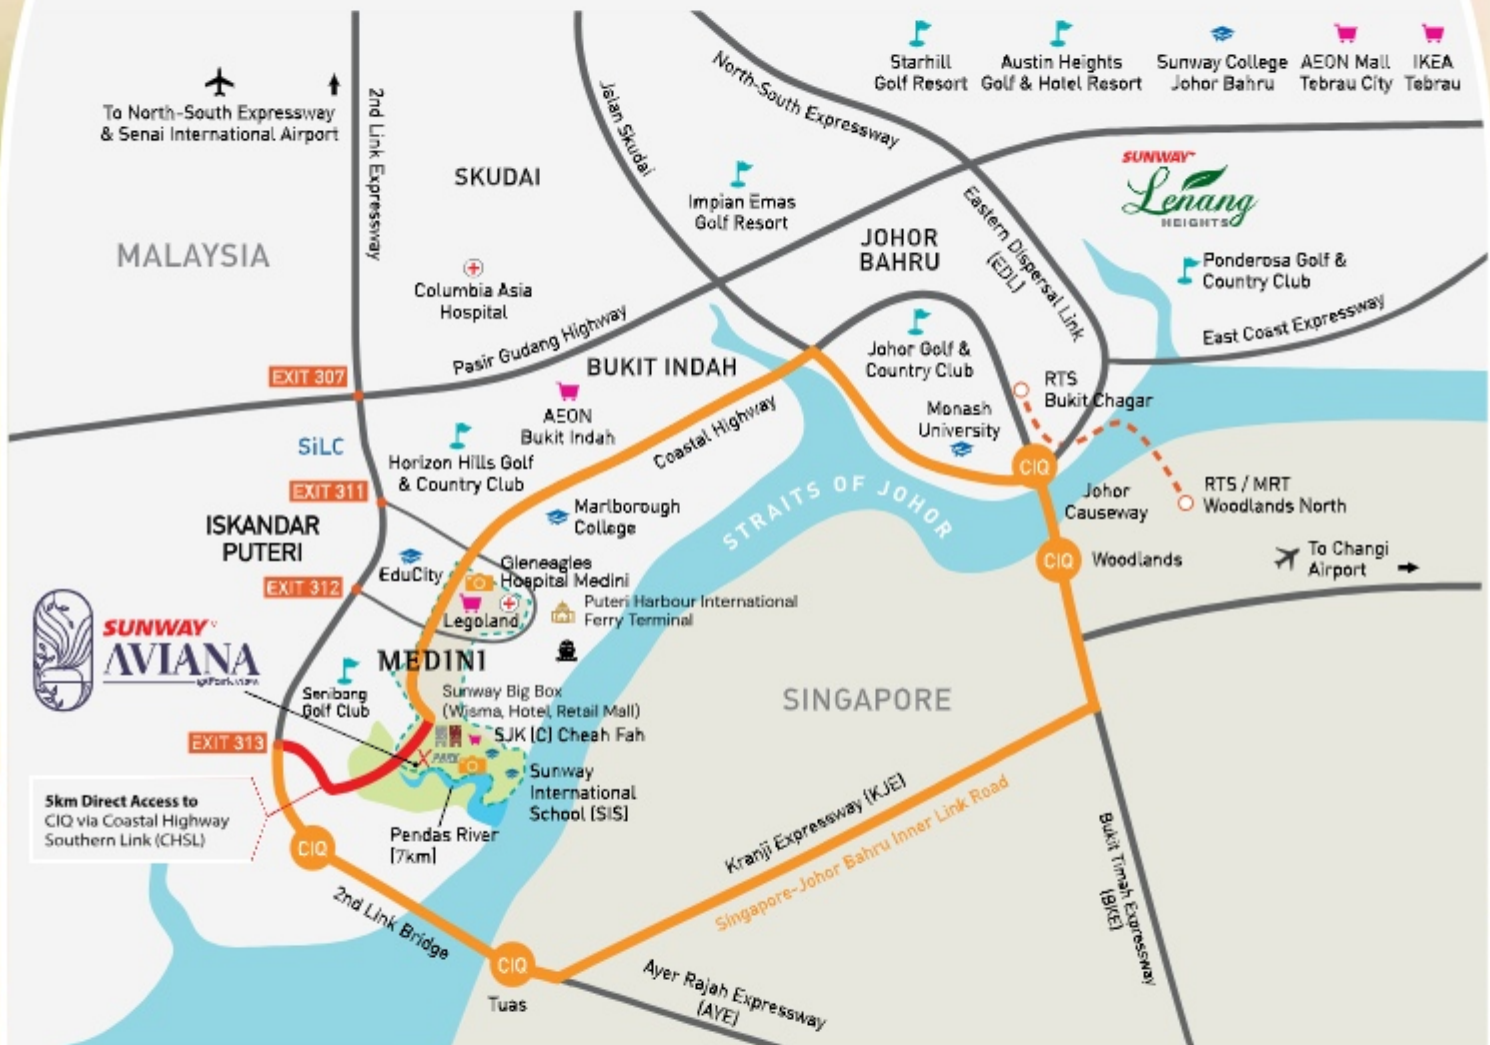 Starhill
Golf Resort
Austin Heights
Golf & Hotel Resort
Sunway College
Johor Bahru
AEON Mall
Tebrau City
IKEA
Tebrau
To North-South Expressway
& Senai International Airport
2nd Link Expressway
Jalan Skudai
North-South Expressway
SKUDAI
MALAYSIA
Impian Emas
Golf Resort
SUNWAY
Lenang
HEIGHTS
JOHOR
BAHRU
Eastern Dispersal Link
(EDL)
Ponderosa Golf &
Country Club
East Coast Expressway
Columbia Asia
Hospital
Pasir Gudang Highway
EXIT 307
BUKIT INDAH
Johor Golf &
Country Club
RTS
Bukit Chagar
AEON
Bukit Indah
Coastal Highway
Monash
University
SiLC
Horizon Hills Golf
& Country Club
CIQ
EXIT 311
STRAITS OF JOHOR
Johor
Causeway
RTS / MRT
Woodlands North
ISKANDAR
PUTERI
Marlborough
College
CIQ
Woodlands
To Changi
Airport
EduCity
Gleneagles
Hospital Medini
EXIT 312
Legoland
Puteri Harbour International
Ferry Terminal
SUNWAY
AVIANA
MEDINI
Senibong
Golf Club
Sunway Big Box
(Wisma, Hotel, Retail Mall)
SINGAPORE
SJK (C) Cheah Fah
EXIT 313
X PARK
Sunway
International
School (SIS)
5km Direct Access to
CIQ via Coastal Highway
Southern Link (CHSL)
Pendas River
(7km)
CIQ
Kranji Expressway (KJE)
Singapore-Johor Bahru Inner Link Road
Bukit Timah Expressway
(BKE)
2nd Link Bridge
CIQ
Tuas
Ayer Rajah Expressway
(AYE)